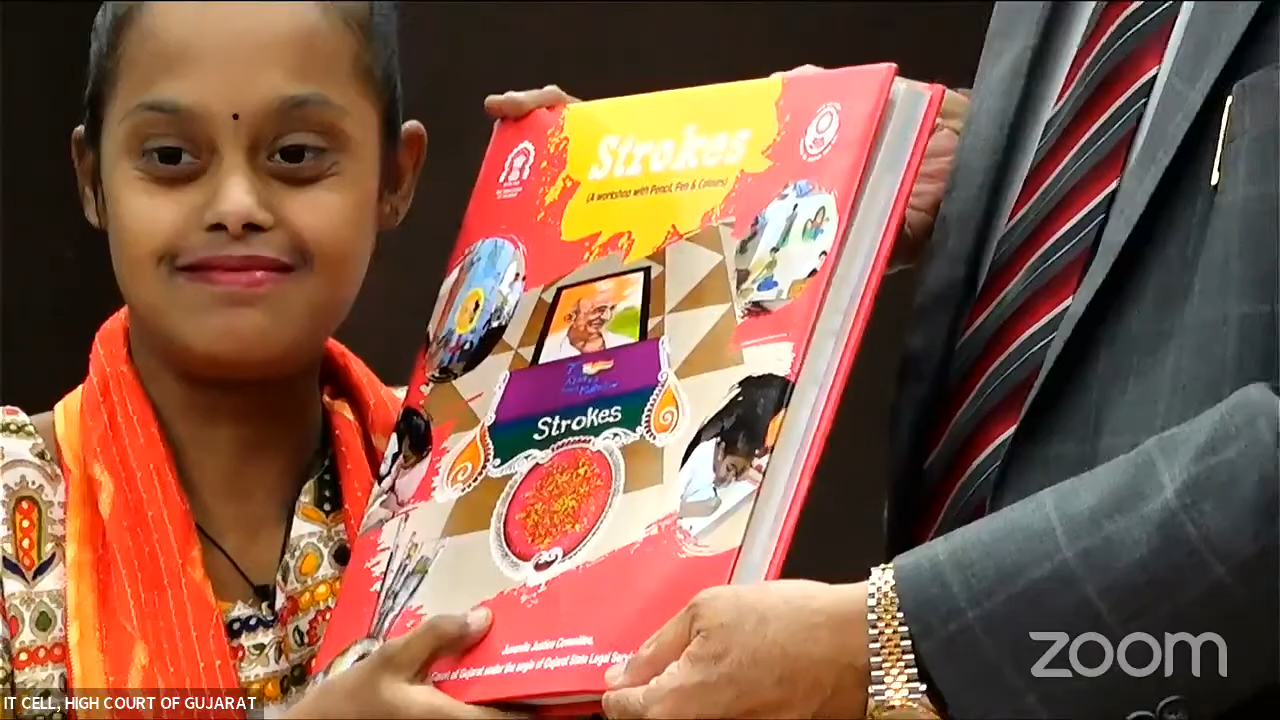 Strokes
(A workshop with Pencil, Pen & Colours)
Strokes
Juvenile Justice Committee,
Court of Gujarat under the aegis of Gujarat State Legal
zoom
IT CELL, HIGH COURT OF GUJARAT